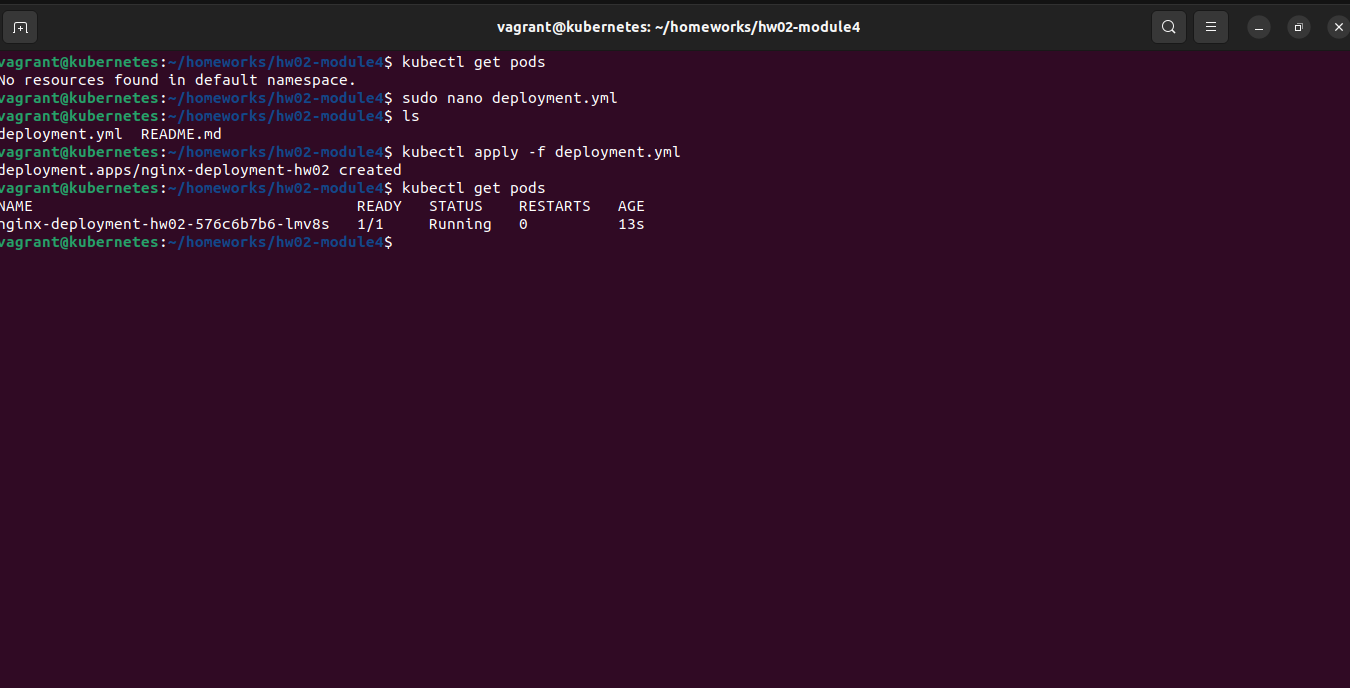 vagrant@kubernetes: ~/homeworks/hw02-module4
vagrant@kubernetes:~/homeworks/hw02-module4$ kubectl get pods
No resources found in default namespace.
vagrant@kubernetes:~/homeworks/hw02-module4$ sudo nano deployment.yml
vagrant@kubernetes:~/homeworks/hw02-module4$ ls
deployment.yml  README.md
vagrant@kubernetes:~/homeworks/hw02-module4$ kubectl apply -f deployment.yml
deployment.apps/nginx-deployment-hw02 created
vagrant@kubernetes:~/homeworks/hw02-module4$ kubectl get pods
NAME                                    READY   STATUS    RESTARTS   AGE
nginx-deployment-hw02-576c6b7b6-lmv8s   1/1     Running   0          13s
vagrant@kubernetes:~/homeworks/hw02-module4$